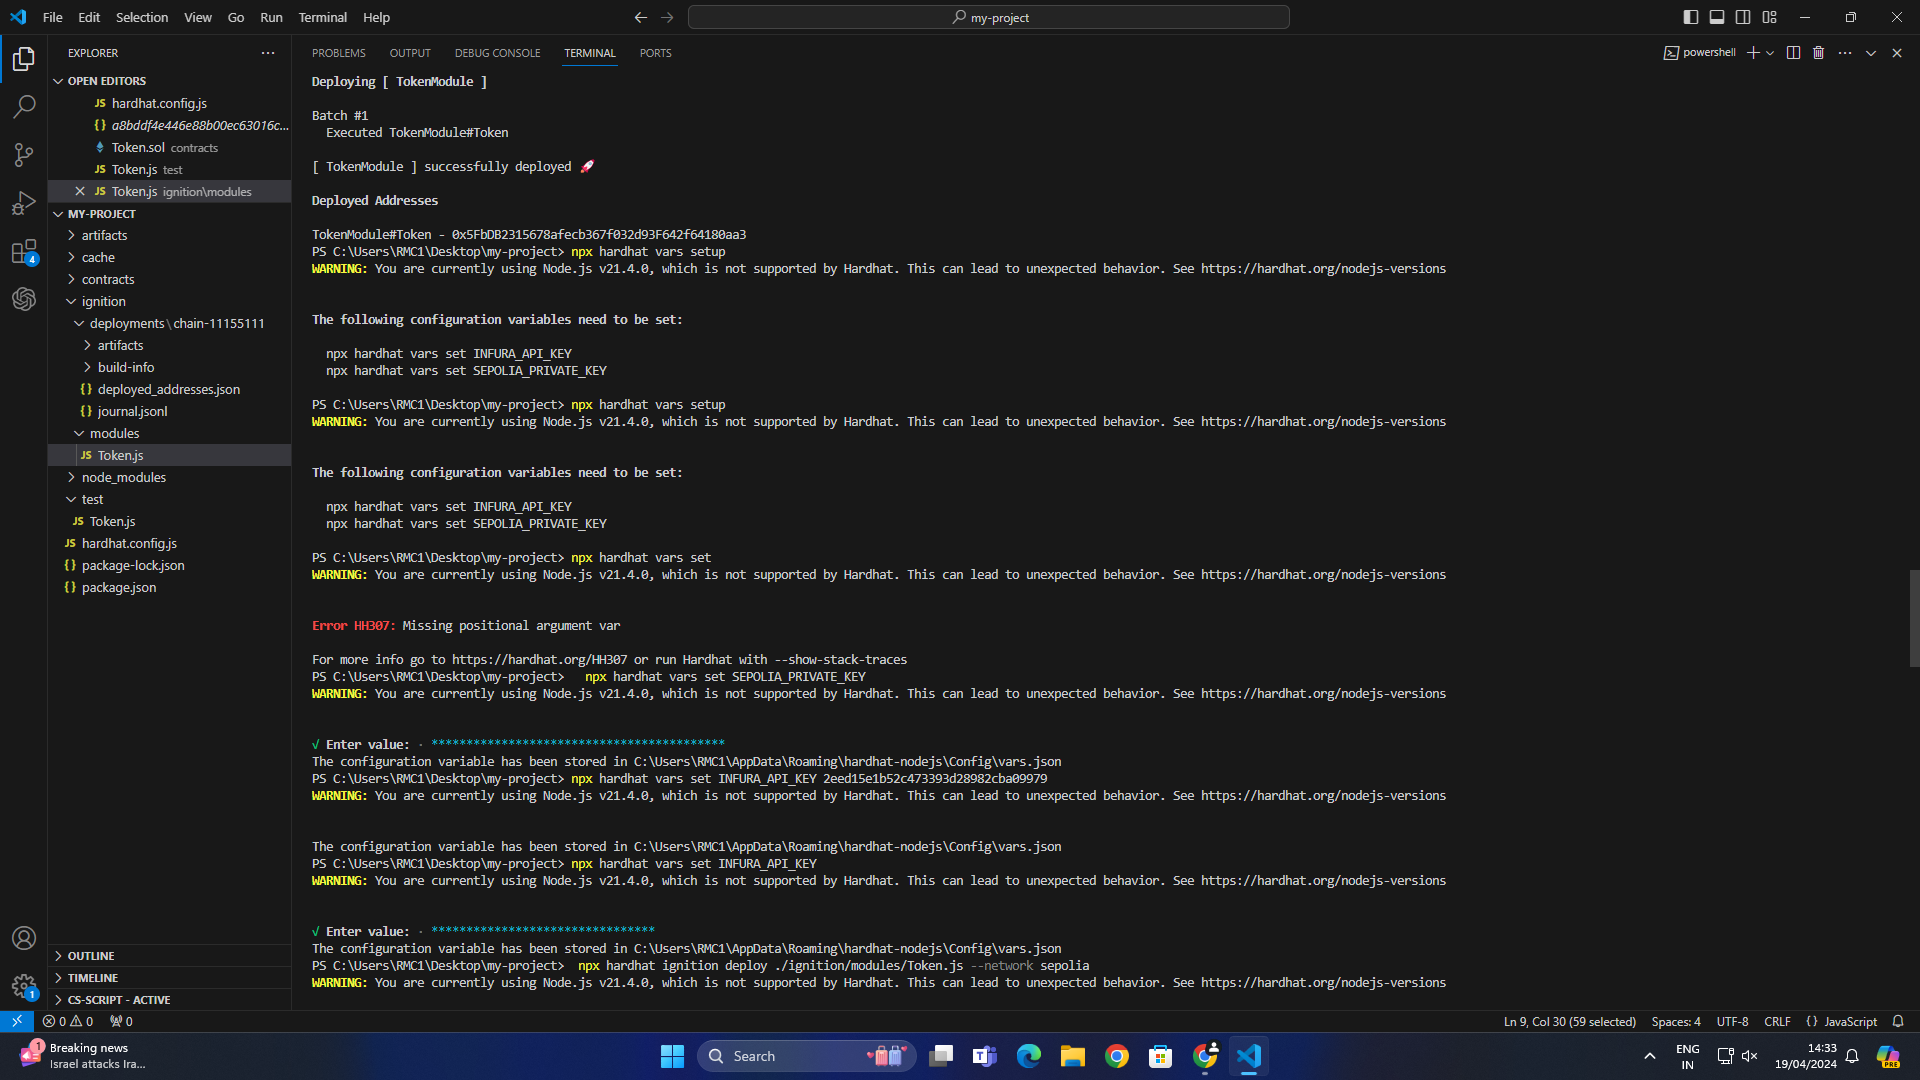 File Edit Selection View Go Run Terminal Help
my-project
EXPLORER
OPEN EDITORS
JS hardhat.config.js
{} a8bddf4e446e88b00ec63016c...
Token.sol contracts
JS Token.js test
JS Token.js ignition\modules
MY-PROJECT
artifacts
cache
contracts
ignition
deployments\chain-11155111
artifacts
build-info
{} deployed_addresses.json
{} journal.jsonl
modules
JS Token.js
node_modules
test
JS Token.js
JS hardhat.config.js
{} package-lock.json
{} package.json
OUTLINE
TIMELINE
CS-SCRIPT - ACTIVE
4
1
PROBLEMS OUTPUT DEBUG CONSOLE TERMINAL PORTS
powershell
Deploying [ TokenModule ]
Batch #1
Executed TokenModule#Token
[ TokenModule ] successfully deployed 🚀
Deployed Addresses
TokenModule#Token - 0x5FbDB2315678afecb367f032d93F642f64180aa3
PS C:\Users\RMC1\Desktop\my-project> npx hardhat vars setup
WARNING: You are currently using Node.js v21.4.0, which is not supported by Hardhat. This can lead to unexpected behavior. See https://hardhat.org/nodejs-versions
The following configuration variables need to be set:
npx hardhat vars set INFURA_API_KEY
npx hardhat vars set SEPOLIA_PRIVATE_KEY
PS C:\Users\RMC1\Desktop\my-project> npx hardhat vars setup
WARNING: You are currently using Node.js v21.4.0, which is not supported by Hardhat. This can lead to unexpected behavior. See https://hardhat.org/nodejs-versions
The following configuration variables need to be set:
npx hardhat vars set INFURA_API_KEY
npx hardhat vars set SEPOLIA_PRIVATE_KEY
PS C:\Users\RMC1\Desktop\my-project> npx hardhat vars set
WARNING: You are currently using Node.js v21.4.0, which is not supported by Hardhat. This can lead to unexpected behavior. See https://hardhat.org/nodejs-versions
Error HH307: Missing positional argument var
For more info go to https://hardhat.org/HH307 or run Hardhat with --show-stack-traces
PS C:\Users\RMC1\Desktop\my-project> npx hardhat vars set SEPOLIA_PRIVATE_KEY
WARNING: You are currently using Node.js v21.4.0, which is not supported by Hardhat. This can lead to unexpected behavior. See https://hardhat.org/nodejs-versions
√ Enter value: · ******************************************
The configuration variable has been stored in C:\Users\RMC1\AppData\Roaming\hardhat-nodejs\Config\vars.json
PS C:\Users\RMC1\Desktop\my-project> npx hardhat vars set INFURA_API_KEY 2eed15e1b52c473393d28982cba09979
WARNING: You are currently using Node.js v21.4.0, which is not supported by Hardhat. This can lead to unexpected behavior. See https://hardhat.org/nodejs-versions
The configuration variable has been stored in C:\Users\RMC1\AppData\Roaming\hardhat-nodejs\Config\vars.json
PS C:\Users\RMC1\Desktop\my-project> npx hardhat vars set INFURA_API_KEY
WARNING: You are currently using Node.js v21.4.0, which is not supported by Hardhat. This can lead to unexpected behavior. See https://hardhat.org/nodejs-versions
√ Enter value: · ********************************
The configuration variable has been stored in C:\Users\RMC1\AppData\Roaming\hardhat-nodejs\Config\vars.json
PS C:\Users\RMC1\Desktop\my-project> npx hardhat ignition deploy ./ignition/modules/Token.js --network sepolia
WARNING: You are currently using Node.js v21.4.0, which is not supported by Hardhat. This can lead to unexpected behavior. See https://hardhat.org/nodejs-versions
0 0 0
Ln 9, Col 30 (59 selected) Spaces: 4 UTF-8 CRLF {} JavaScript
1
Breaking news
Israel attacks Ira...
Search
ENG
IN
14:33
19/04/2024
PRE